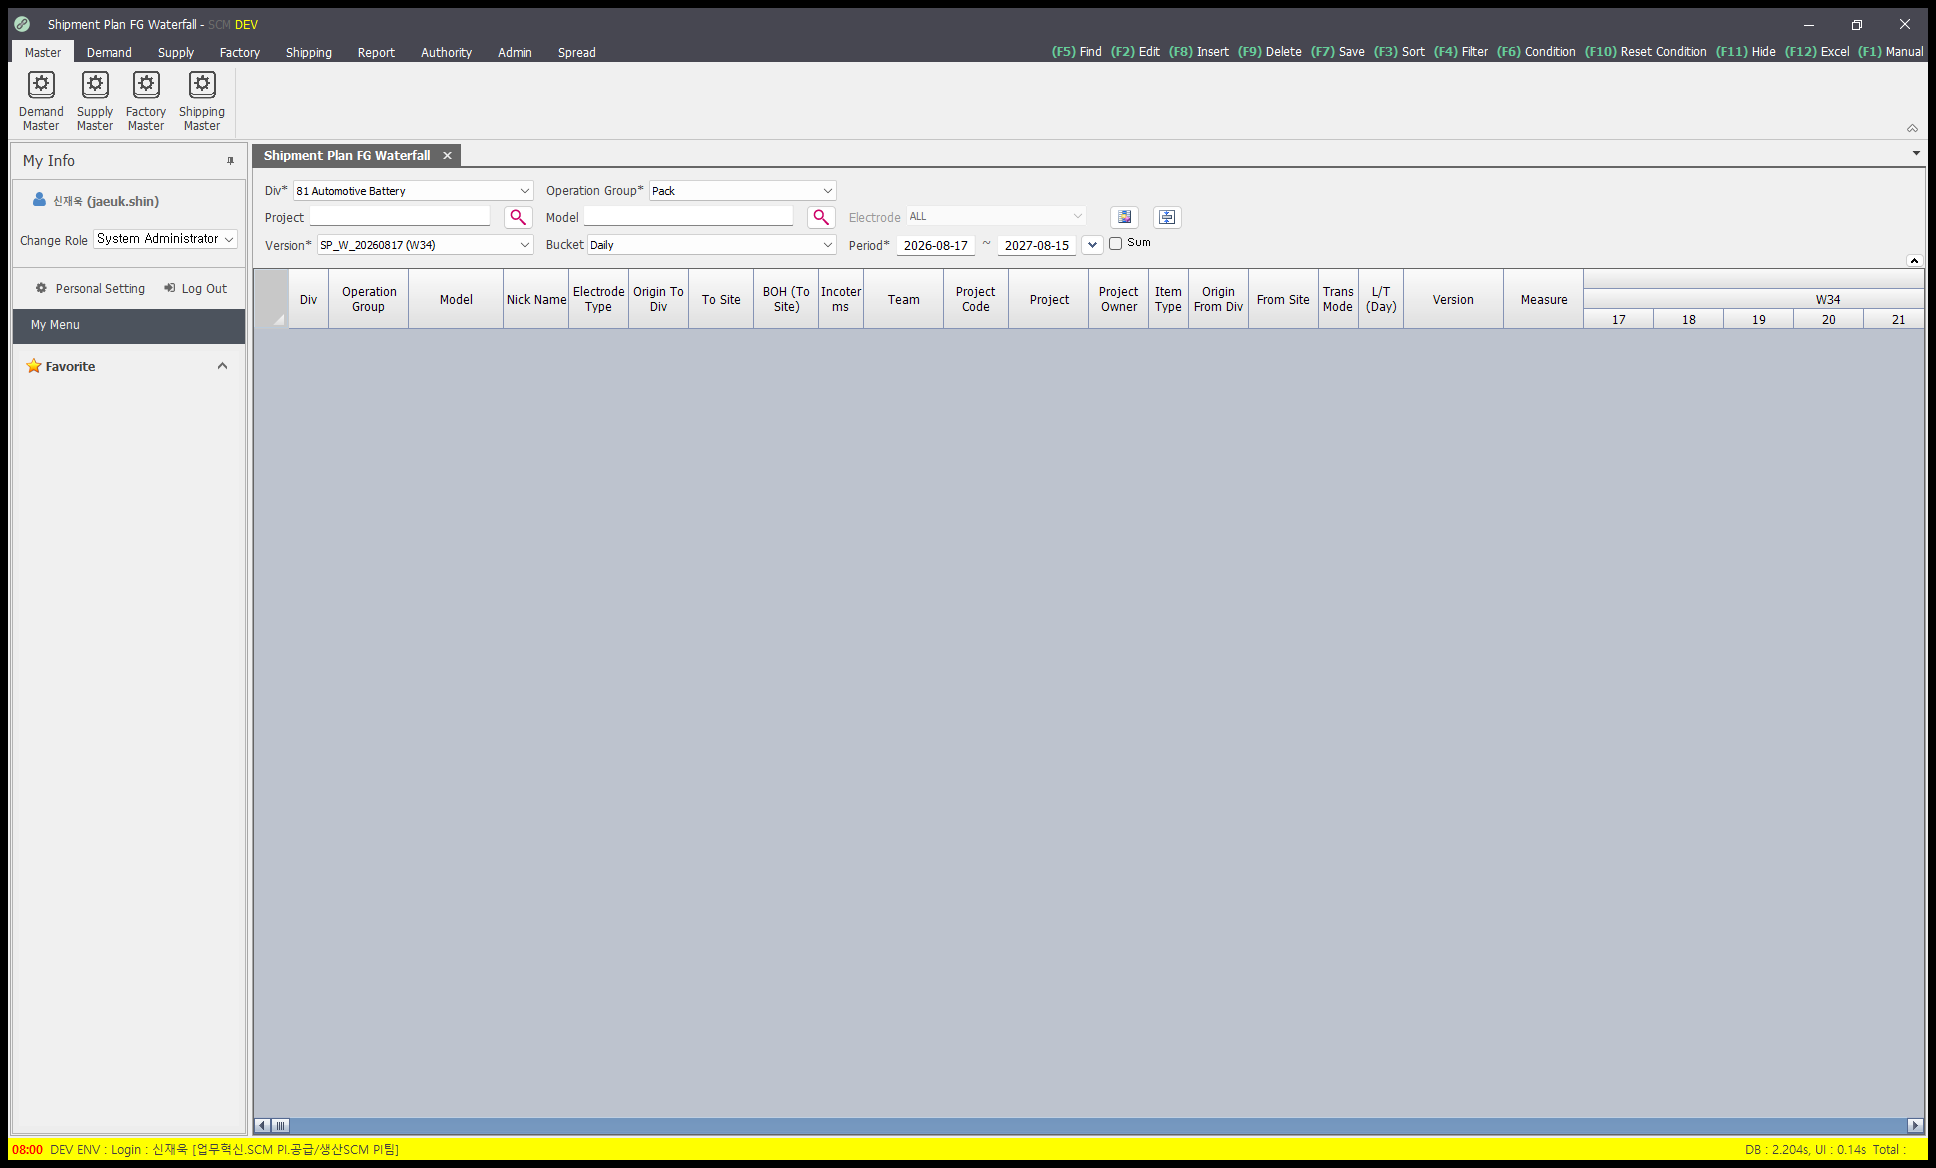 Shipment Plan FG Waterfall - SCM DEV
Master Demand Supply Factory Shipping Report Authority Admin Spread (F5) Find (F2) Edit (F8) Insert (F9) Delete (F7) Save (F3) Sort (F4) Filter (F6) Condition (F10) Reset Condition (F11) Hide (F12) Excel (F1) Manual
Demand Master Supply Master Factory Master Shipping Master
My Info
Shipment Plan FG Waterfall
신재욱 (jaeuk.shin)
Change Role System Administrator
Personal Setting Log Out
My Menu
Favorite
Div* 81 Automotive Battery Operation Group* Pack
Project Model Electrode ALL
Version* SP_W_20260817 (W34) Bucket Daily Period* 2026-08-17 ~ 2027-08-15 Sum
Div Operation Group Model Nick Name Electrode Type Origin To Div To Site BOH (To Site) Incoterms Team Project Code Project Project Owner Item Type Origin From Div From Site Trans Mode L/T (Day) Version Measure W34
17 18 19 20 21
08:00 DEV ENV : Login : 신재욱 [업무혁신.SCM PI.공급/생산SCM PI팀] DB : 2.204s, UI : 0.14s Total :